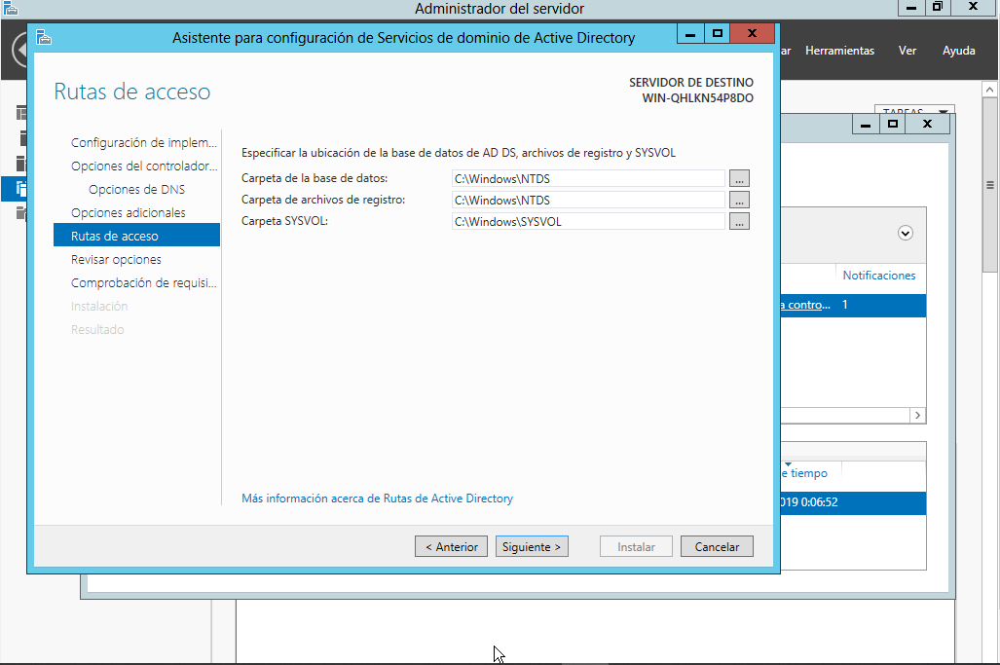 Administrador del servidor
Asistente para configuración de Servicios de dominio de Active Directory
ar Herramientas Ver Ayuda
Rutas de acceso
SERVIDOR DE DESTINO
WIN-QHLKN54P8DO
TAREAS
Configuración de implem...
Opciones del controlador...
Opciones de DNS
Opciones adicionales
Rutas de acceso
Revisar opciones
Comprobación de requisi...
Instalación
Resultado
Especificar la ubicación de la base de datos de AD DS, archivos de registro y SYSVOL
Carpeta de la base de datos: C:\Windows\NTDS ...
Carpeta de archivos de registro: C:\Windows\NTDS ...
Carpeta SYSVOL: C:\Windows\SYSVOL ...
Más información acerca de Rutas de Active Directory
< Anterior Siguiente > Instalar Cancelar
Notificaciones
a contro... 1
e tiempo
019 0:06:52